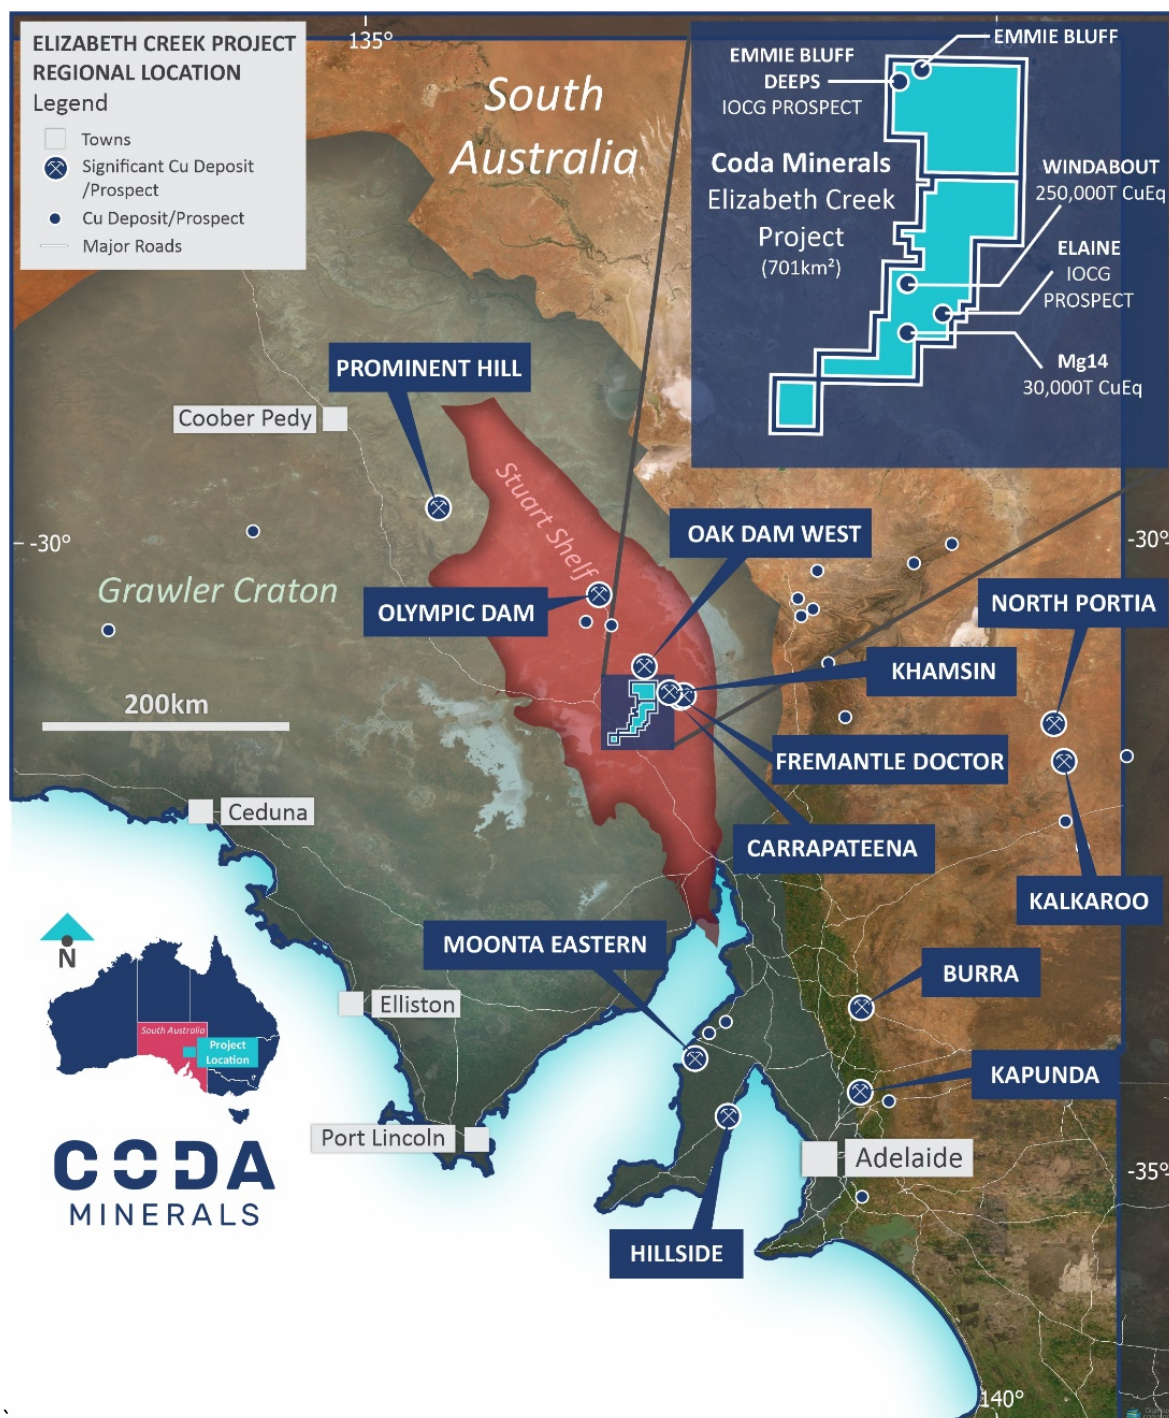 ELIZABETH CREEK PROJECT
REGIONAL LOCATION
Legend
Towns
Significant Cu Deposit
/Prospect
Cu Deposit/Prospect
Major Roads
135°
South
Australia
EMMIE BLUFF
EMMIE BLUFF
DEEPS
IOCG PROSPECT
Coda Minerals
Elizabeth Creek
Project
(701km²)
WINDABOUT
250,000T CuEq
ELAINE
IOCG
PROSPECT
Mg14
30,000T CuEq
PROMINENT HILL
Coober Pedy
Stuart Shelf
OAK DAM WEST
-30°
-30°
Grawler Craton
OLYMPIC DAM
NORTH PORTIA
KHAMSIN
200km
FREMANTLE DOCTOR
Ceduna
CARRAPATEENA
KALKAROO
MOONTA EASTERN
N
BURRA
Elliston
South Australia
Project
Location
KAPUNDA
Port Lincoln
Adelaide
-35°
CODA
MINERALS
HILLSIDE
140°